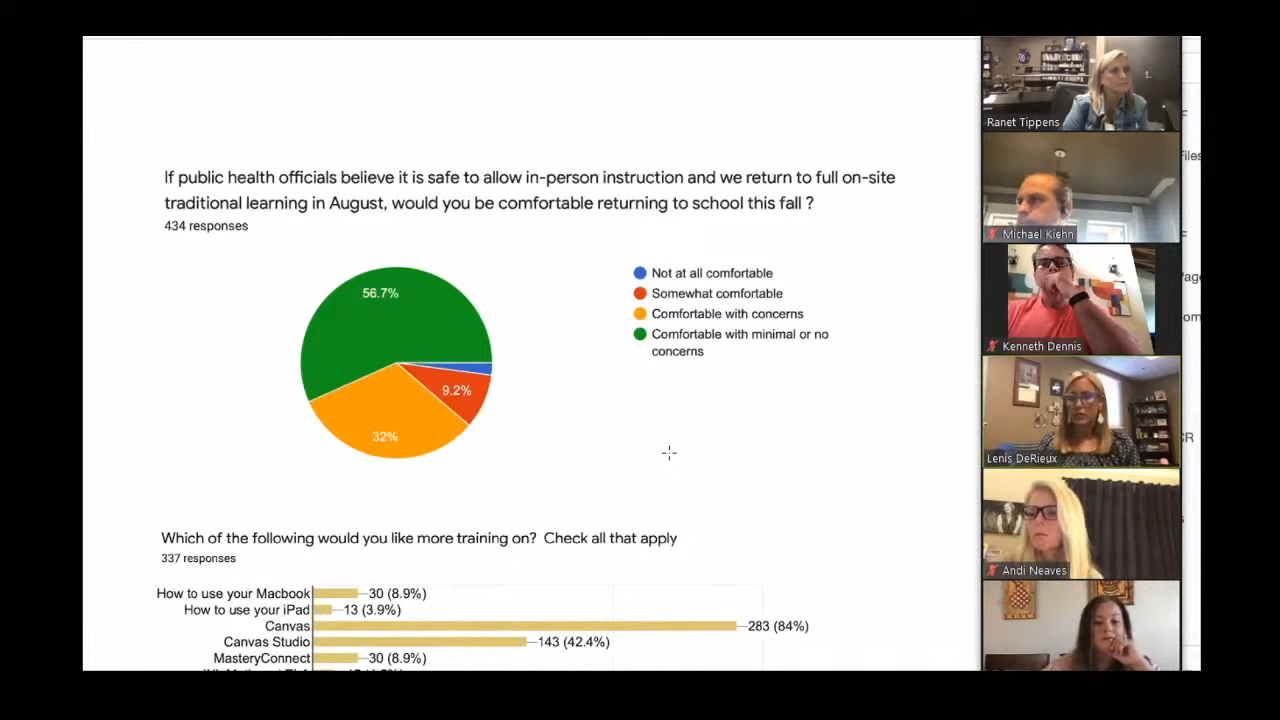 If public health officials believe it is safe to allow in-person instruction and we return to full on-site
traditional learning in August, would you be comfortable returning to school this fall ?
434 responses
56.7%
9.2%
32%
Not at all comfortable
Somewhat comfortable
Comfortable with concerns
Comfortable with minimal or no
concerns
Which of the following would you like more training on? Check all that apply
337 responses
How to use your Macbook 30 (8.9%)
How to use your iPad 13 (3.9%)
Canvas 283 (84%)
Canvas Studio 143 (42.4%)
MasteryConnect 30 (8.9%)
Ranet Tippens
Michael Kiehn
Kenneth Dennis
Lenis DeRieux
Andi Neaves